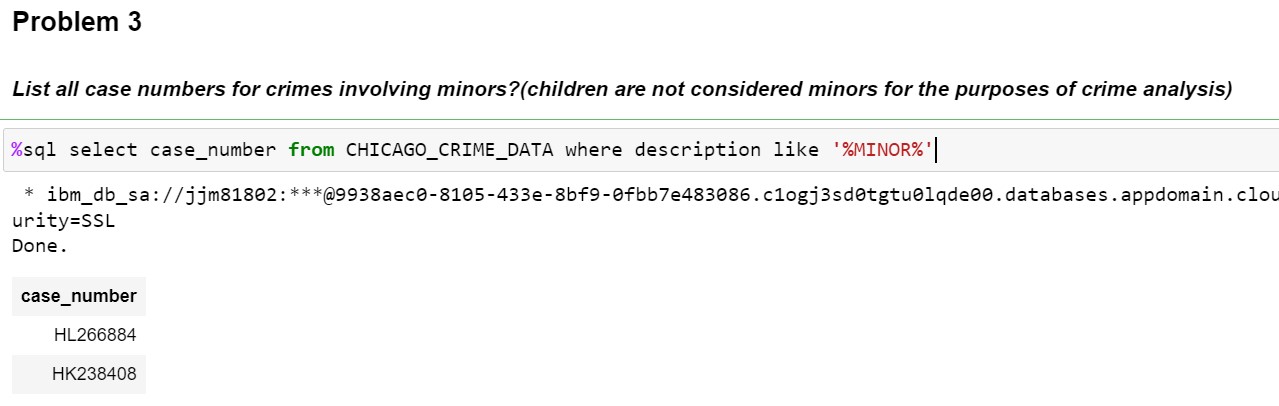 Problem 3
List all case numbers for crimes involving minors?(children are not considered minors for the purposes of crime analysis)
%sql select case_number from CHICAGO_CRIME_DATA where description like '%MINOR%'
* ibm_db_sa://jjm81802:***@9938aec0-8105-433e-8bf9-0fbb7e483086.c1ogj3sd0tgtu0lqde00.databases.appdomain.clou
urity=SSL
Done.
case_number
HL266884
HK238408